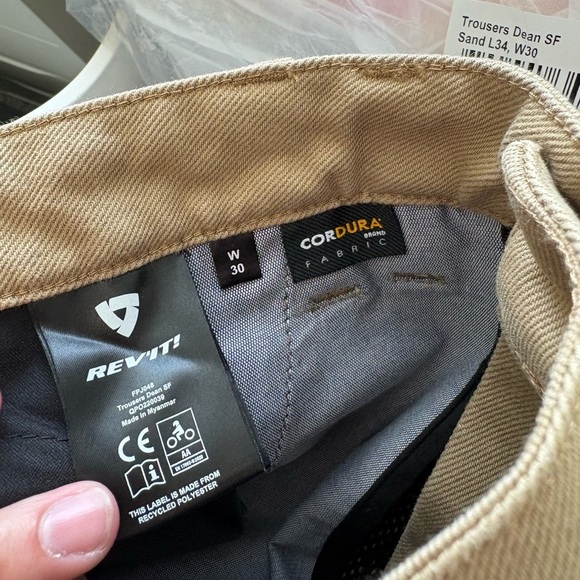 Trousers Dean SF
Sand L34, W30
CORDURA
BRAND
FABRIC
W
30
REV'IT!
FPJ048
Trousers Dean SF
QPO220039
Made in Myanmar
CE
AA
THIS LABEL IS MADE FROM
RECYCLED POLYESTER